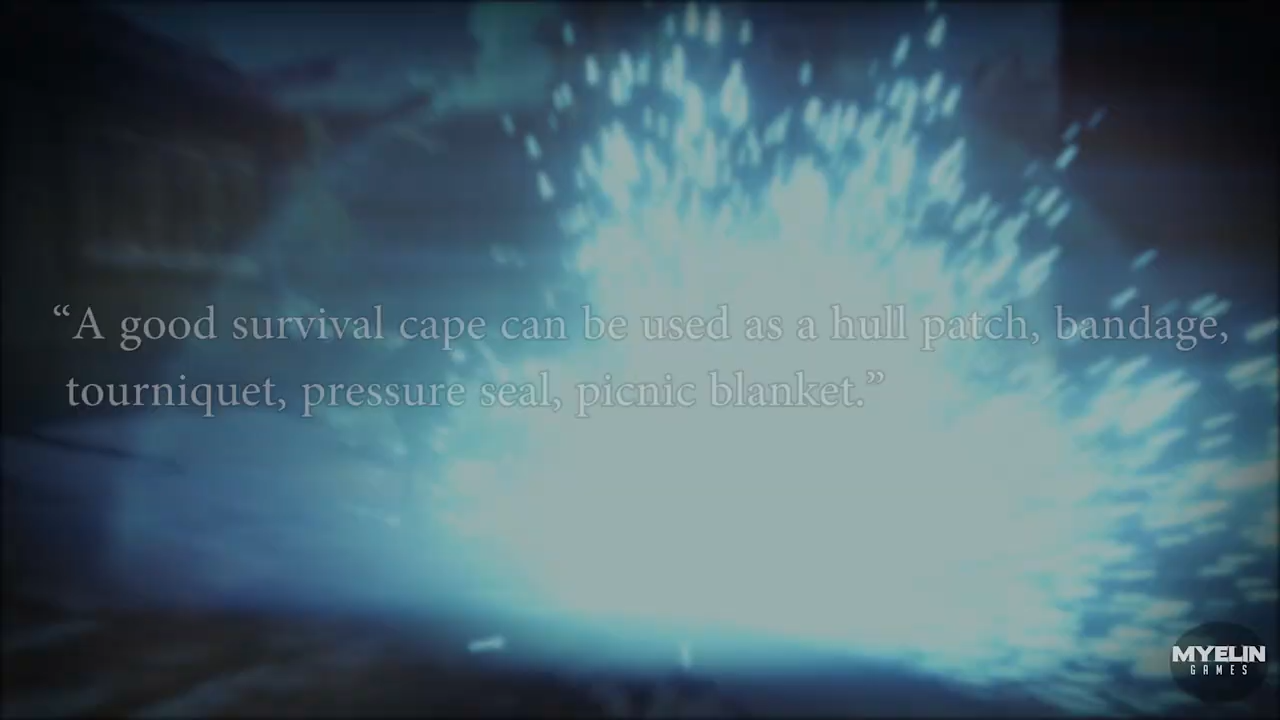 “A good survival cape can be used as a hull patch, bandage,
tourniquet, pressure seal, picnic blanket.”
MYELIN
GAMES